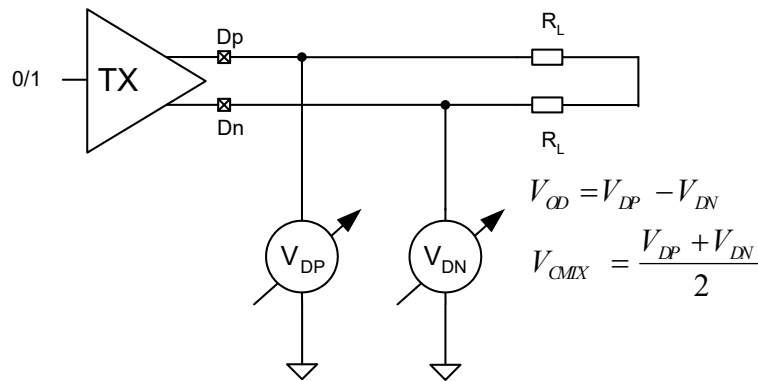 Dp
R_L
0/1
TX
Dn
R_L
V_OD = V_DP − V_DN
V_DP
V_DN
V_CMIX = (V_DP + V_DN) / 2